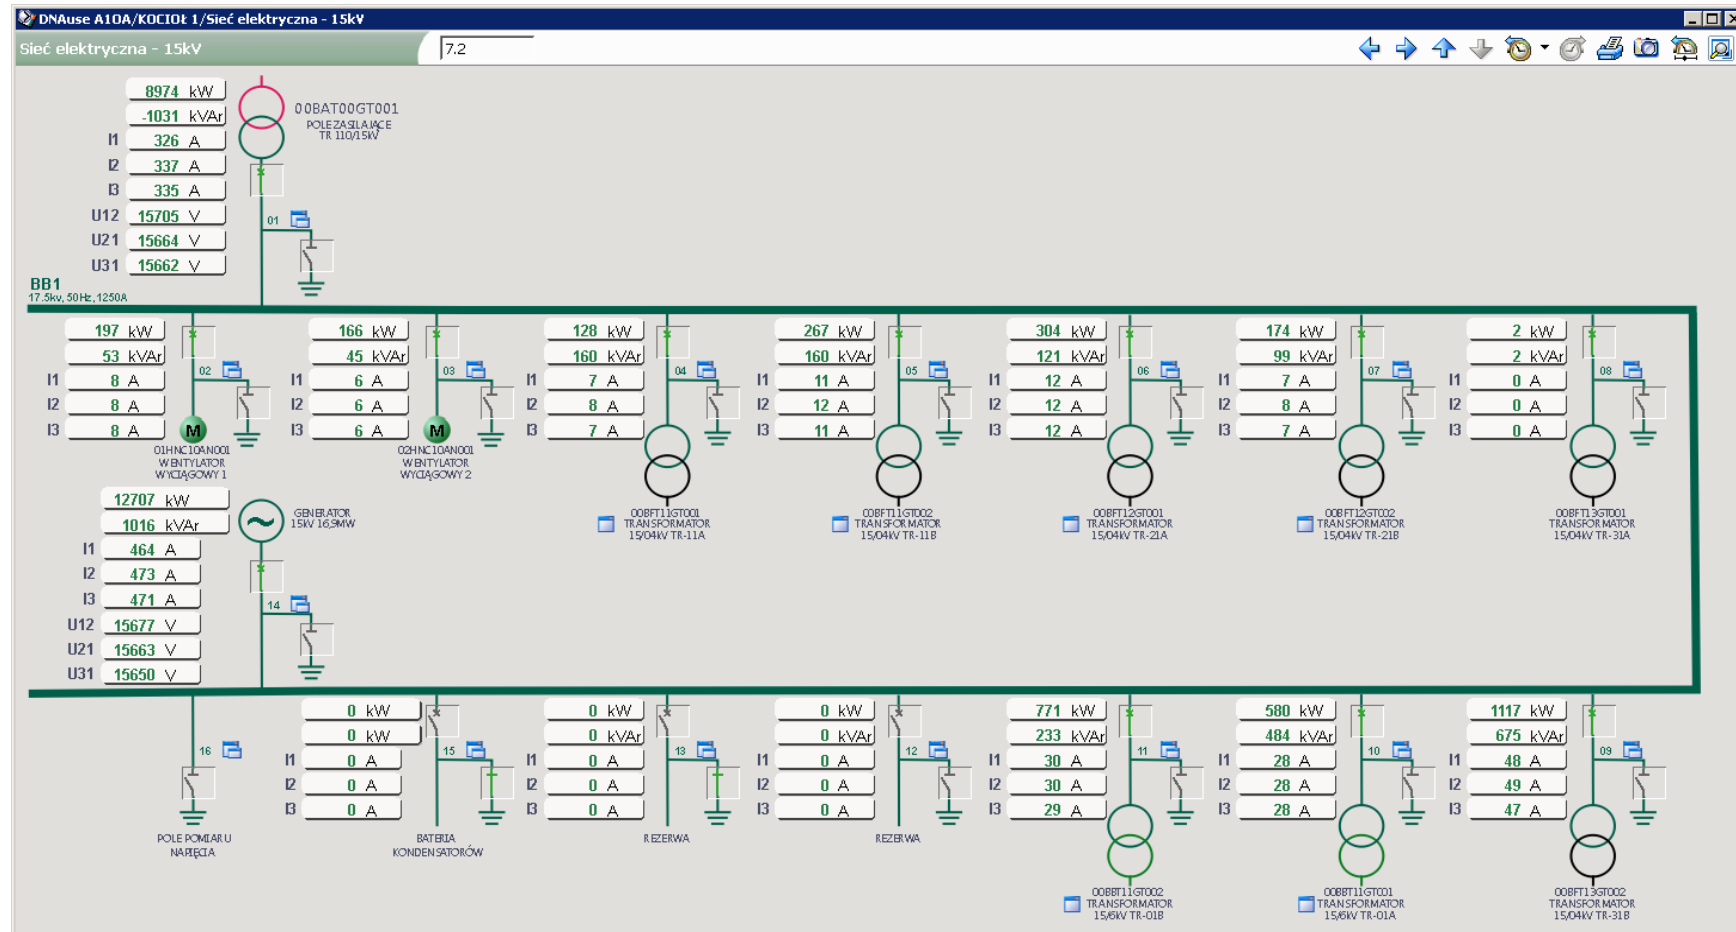 DNAuse A10A/KOCIOŁ 1/Sieć elektryczna - 15kV
Sieć elektryczna - 15kV
7.2
8974 kW
-1031 kVAr
I1 326 A
I2 337 A
I3 335 A
U12 15705 V
U21 15664 V
U31 15662 V
00BAT00GT001
POLE ZASILAJĄCE
TR 110/15kV
01
BB1
17.5kv, 50Hz, 1250A
197 kW
53 kVAr
I1 8 A
I2 8 A
I3 8 A
02
M
01HNC10AN001
WENTYLATOR
WYCIĄGOWY 1
166 kW
45 kVAr
I1 6 A
I2 6 A
I3 6 A
03
M
02HNC10AN001
WENTYLATOR
WYCIĄGOWY 2
128 kW
160 kVAr
I1 7 A
I2 8 A
I3 7 A
04
00BFT11GT001
TRANSFORMATOR
15/04kV TR-11A
267 kW
160 kVAr
I1 11 A
I2 12 A
I3 11 A
05
00BFT11GT002
TRANSFORMATOR
15/04kV TR-11B
304 kW
121 kVAr
I1 12 A
I2 12 A
I3 12 A
06
00BFT12GT001
TRANSFORMATOR
15/04kV TR-21A
174 kW
99 kVAr
I1 7 A
I2 8 A
I3 7 A
07
00BFT12GT002
TRANSFORMATOR
15/04kV TR-21B
2 kW
2 kVAr
I1 0 A
I2 0 A
I3 0 A
08
00BFT13GT001
TRANSFORMATOR
15/04kV TR-31A
12707 kW
1016 kVAr
I1 464 A
I2 473 A
I3 471 A
U12 15677 V
U21 15663 V
U31 15650 V
GENERATOR
15kV 16,9MW
14
16
POLE POMIARU
NAPIĘCIA
0 kW
0 kW
I1 0 A
I2 0 A
I3 0 A
15
BATERIA
KONDENSATORÓW
0 kW
0 kVAr
I1 0 A
I2 0 A
I3 0 A
13
REZERWA
0 kW
0 kVAr
I1 0 A
I2 0 A
I3 0 A
12
REZERWA
771 kW
233 kVAr
I1 30 A
I2 30 A
I3 29 A
11
00BBT11GT002
TRANSFORMATOR
15/6kV TR-01B
580 kW
484 kVAr
I1 28 A
I2 28 A
I3 28 A
10
00BBT11GT001
TRANSFORMATOR
15/6kV TR-01A
1117 kW
675 kVAr
I1 48 A
I2 49 A
I3 47 A
09
00BFT13GT002
TRANSFORMATOR
15/04kV TR-31B